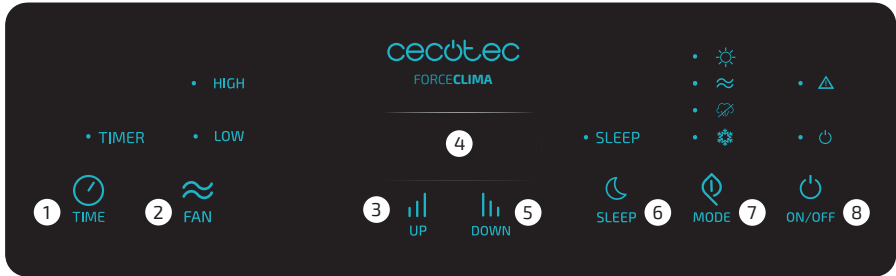 cecotec
FORCECLIMA
HIGH
TIMER
LOW
SLEEP
4
1
TIME
2
FAN
3
UP
5
DOWN
SLEEP
6
MODE
7
ON/OFF
8